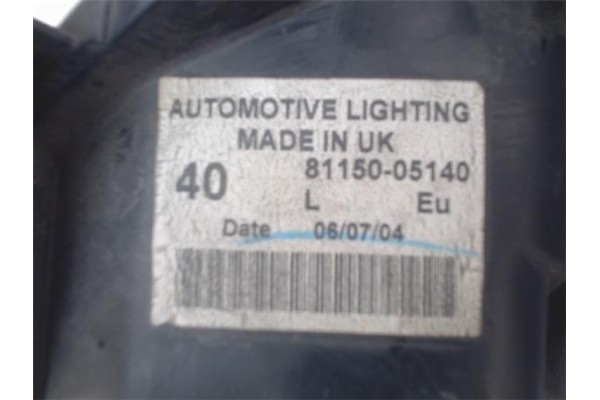 AUTOMOTIVE LIGHTING
MADE IN UK
40 81150-05140
L Eu
Date 06/07/04